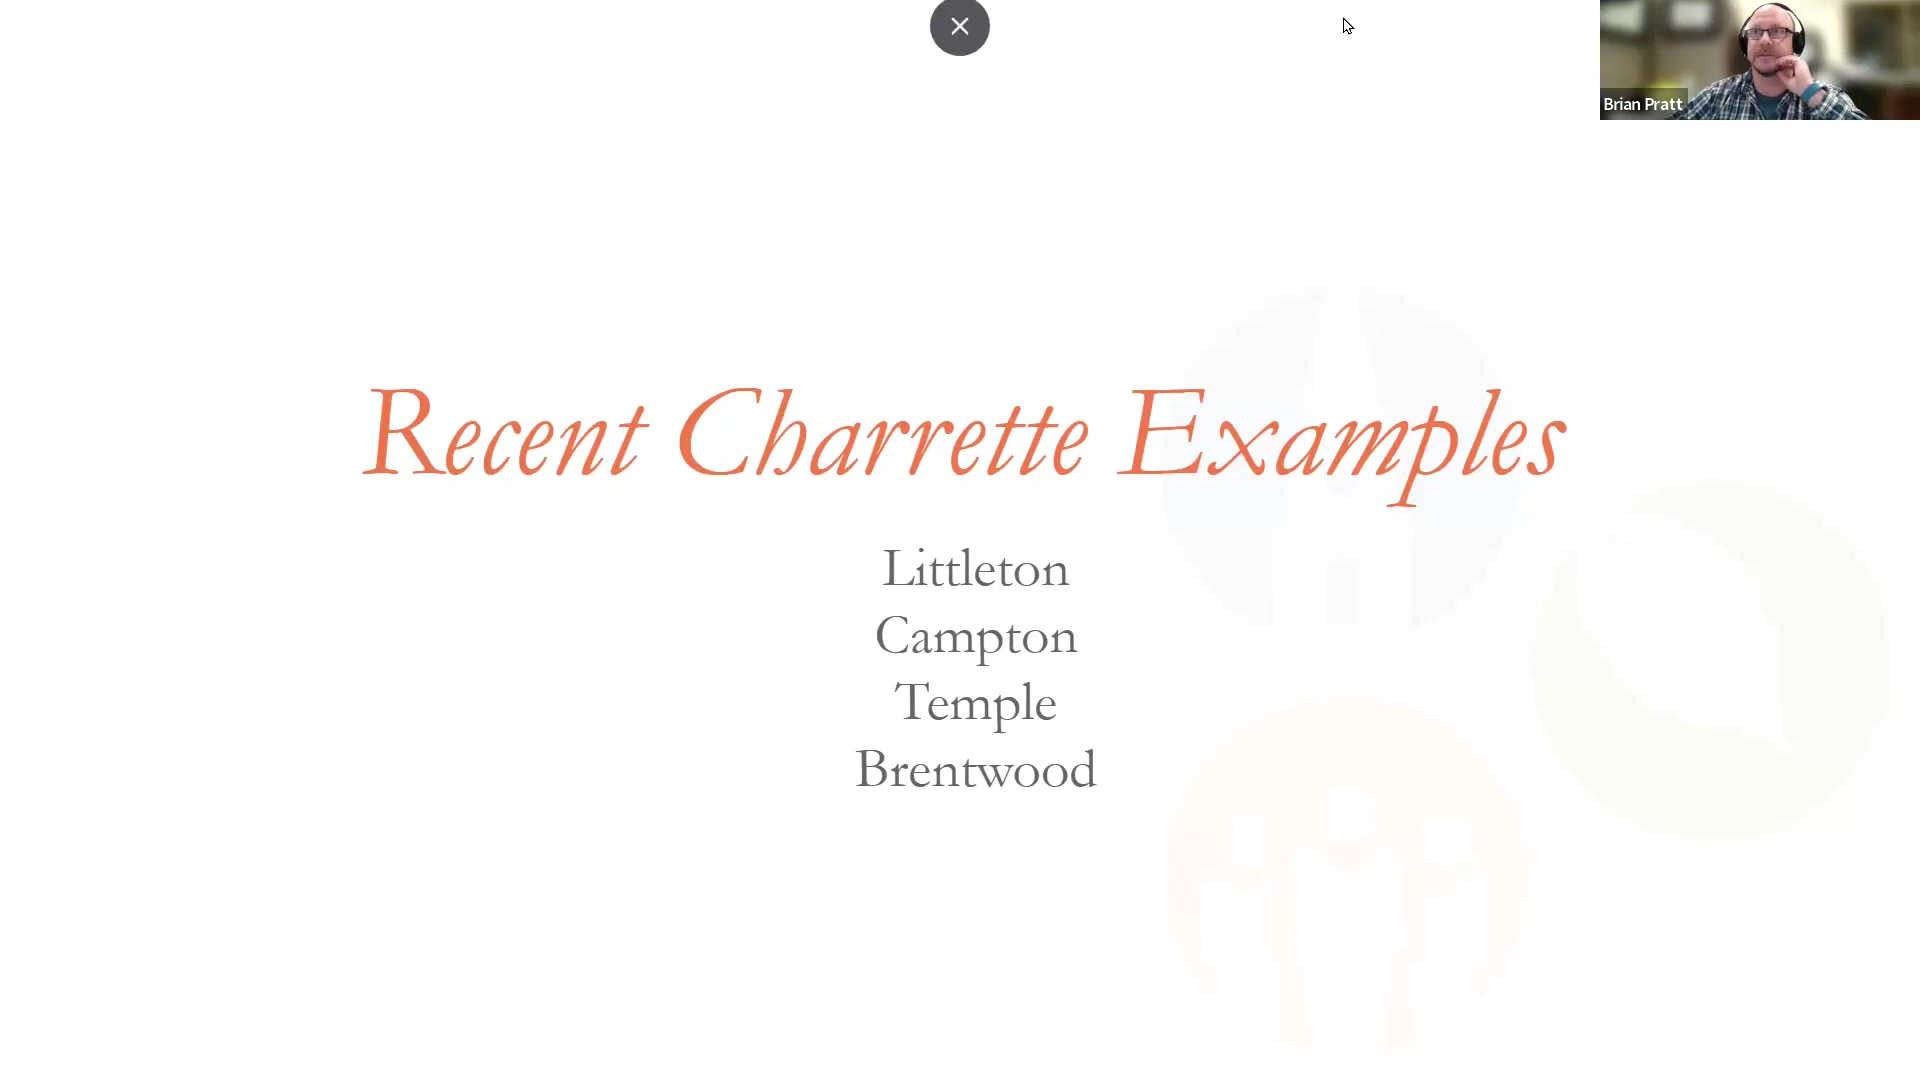 Brian Pratt
Recent Charrette Examples
Littleton
Campton
Temple
Brentwood